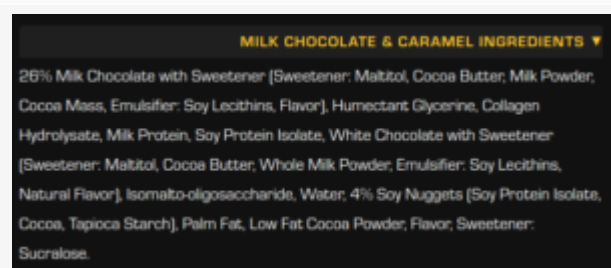 MILK CHOCOLATE & CARAMEL INGREDIENTS ▼
26% Milk Chocolate with Sweetener (Sweetener: Maltitol, Cocoa Butter, Milk Powder,
Cocoa Mass, Emulsifier: Soy Lecithins, Flavor), Humectant Glycerine, Collagen
Hydrolysate, Milk Protein, Soy Protein Isolate, White Chocolate with Sweetener
(Sweetener: Maltitol, Cocoa Butter, Whole Milk Powder, Emulsifier: Soy Lecithins,
Natural Flavor), Isomalto-oligosaccharide, Water, 4% Soy Nuggets (Soy Protein Isolate,
Cocoa, Tapioca Starch), Palm Fat, Low Fat Cocoa Powder, Flavor, Sweetener:
Sucralose.